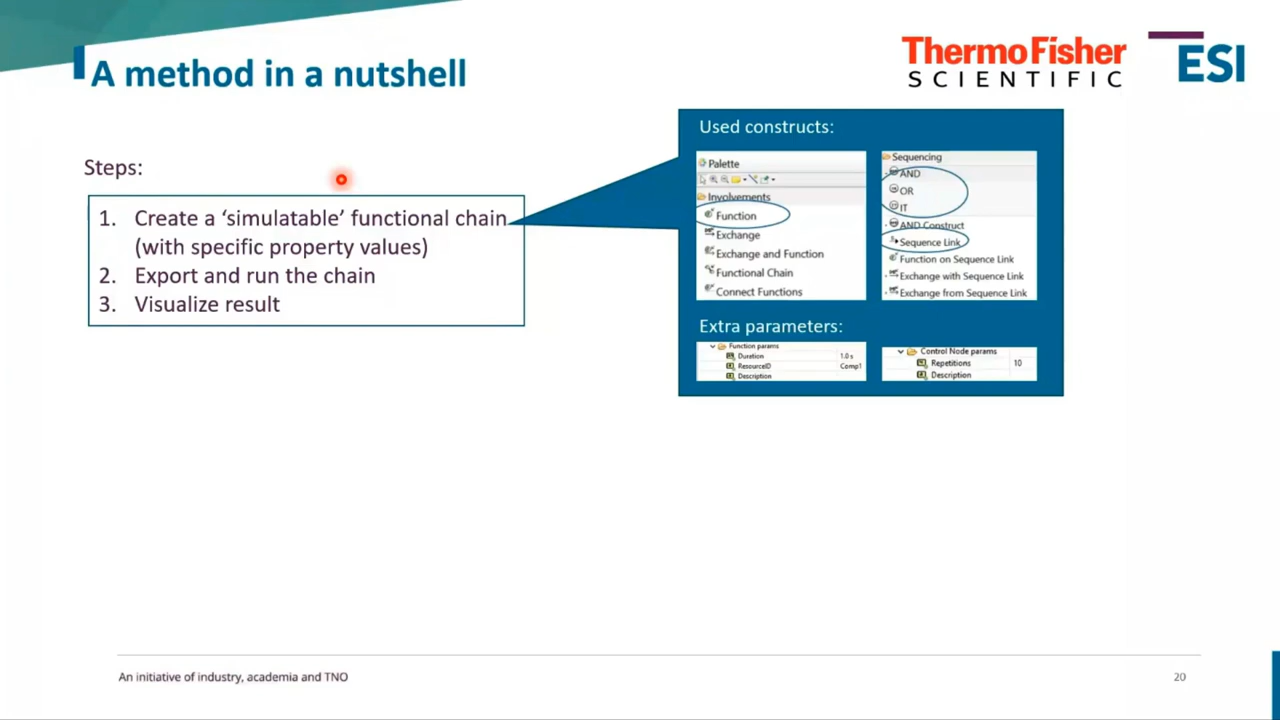 A method in a nutshell
ThermoFisher
SCIENTIFIC
ESI
Steps:
1. Create a ‘simulatable’ functional chain
(with specific property values)
2. Export and run the chain
3. Visualize result
Used constructs:
Palette
Involvements
Function
Exchange
Exchange and Function
Functional Chain
Connect Functions
Sequencing
AND
OR
IT
AND Construct
Sequence Link
Function on Sequence Link
Exchange with Sequence Link
Exchange from Sequence Link
Extra parameters:
Function params
Duration 1.0 s
ResourceID Comp1
Description
Control Node params
Repetitions 10
Description
An initiative of industry, academia and TNO
20